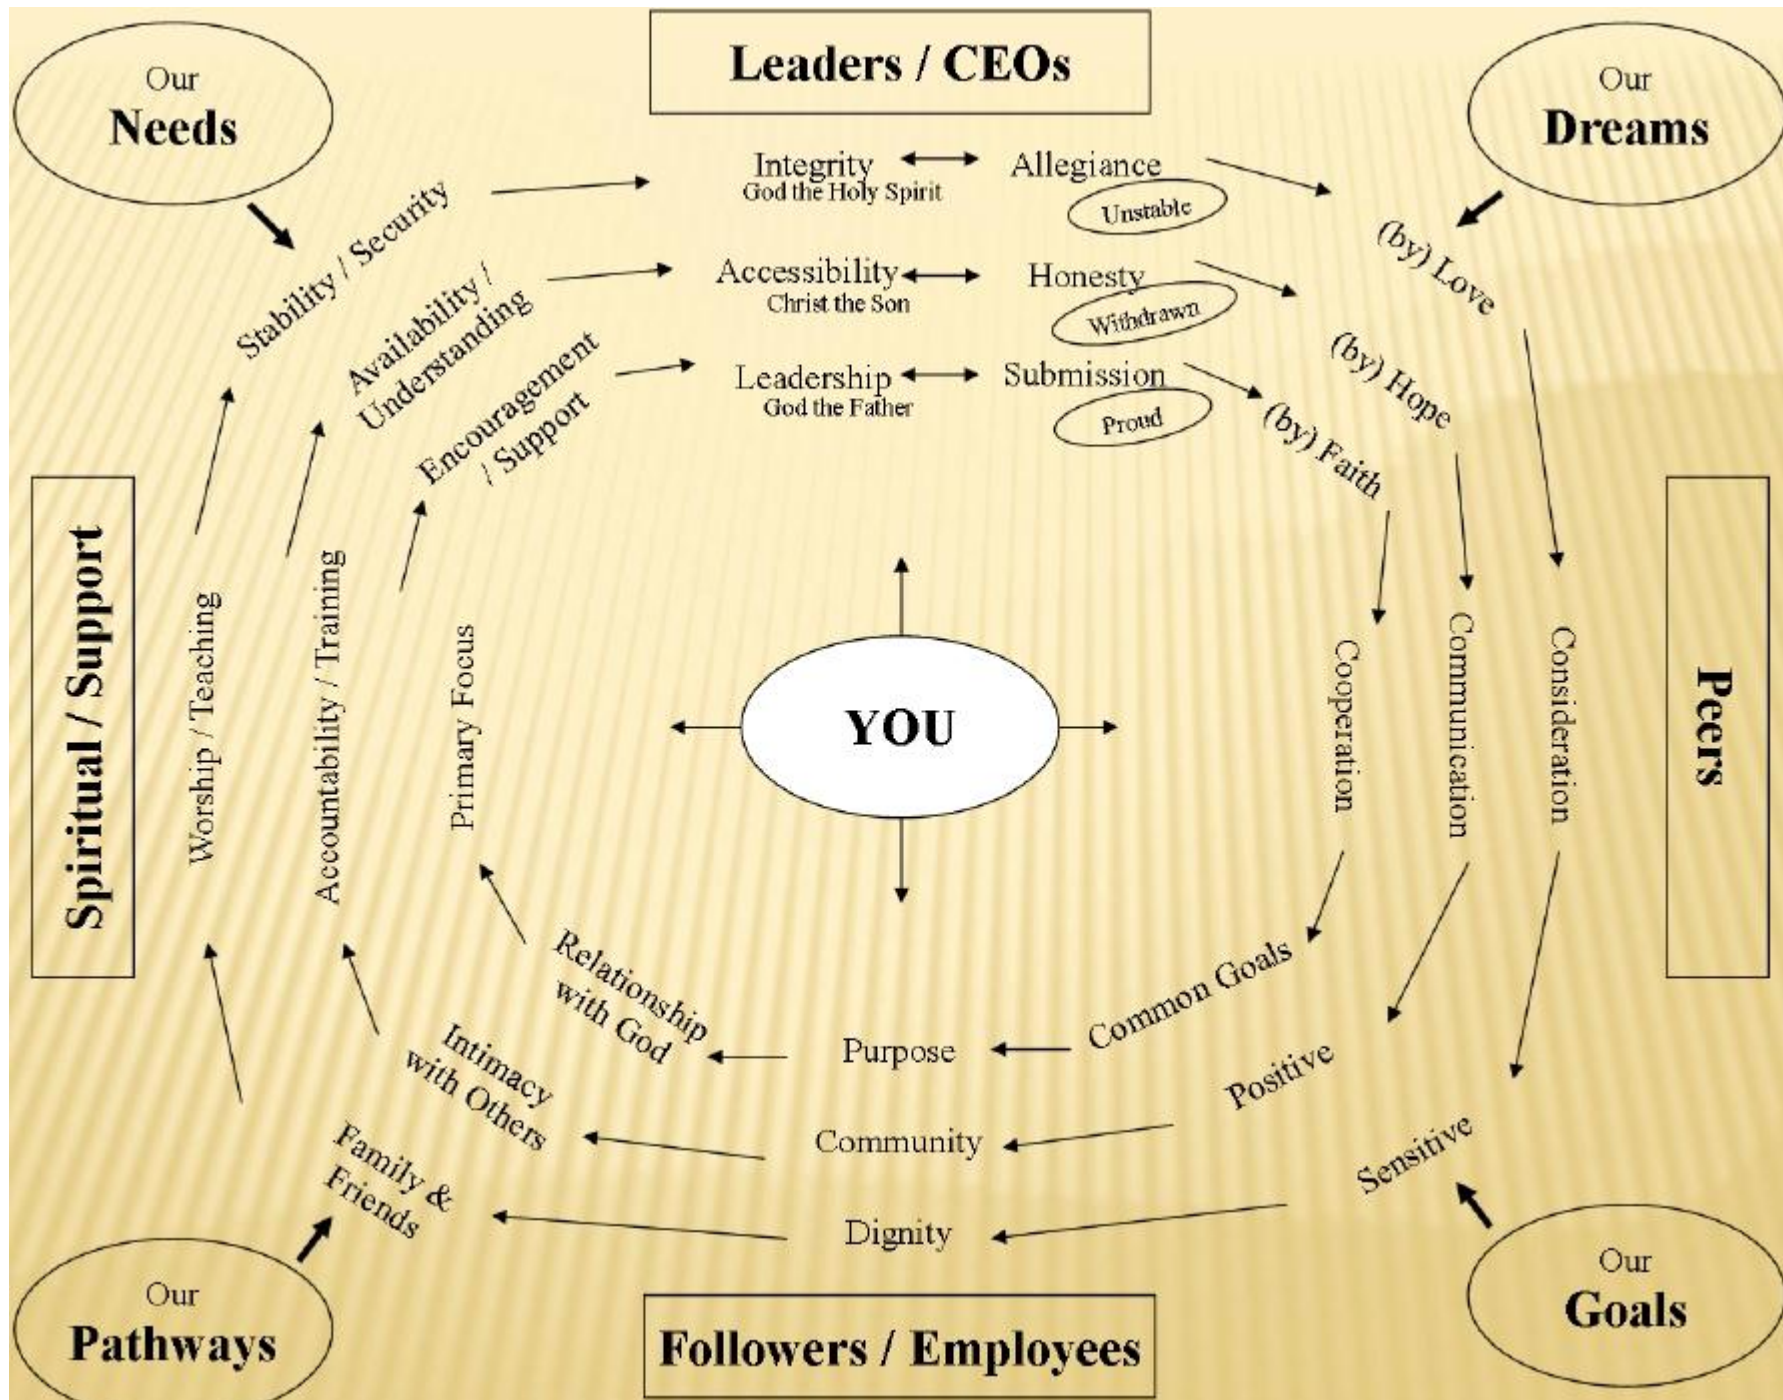 Our
Needs
Leaders / CEOs
Our
Dreams
Integrity
God the Holy Spirit
Allegiance
Unstable
Accessibility
Christ the Son
Honesty
Withdrawn
Leadership
God the Father
Submission
Proud
Stability / Security
Availability /
Understanding
Encouragement
/ Support
(by) Love
(by) Hope
(by) Faith
Spiritual / Support
Worship / Teaching
Accountability / Training
Primary Focus
YOU
Cooperation
Communication
Consideration
Peers
Relationship
with God
Intimacy
with Others
Family &
Friends
Purpose
Community
Dignity
Common Goals
Positive
Sensitive
Our
Pathways
Followers / Employees
Our
Goals